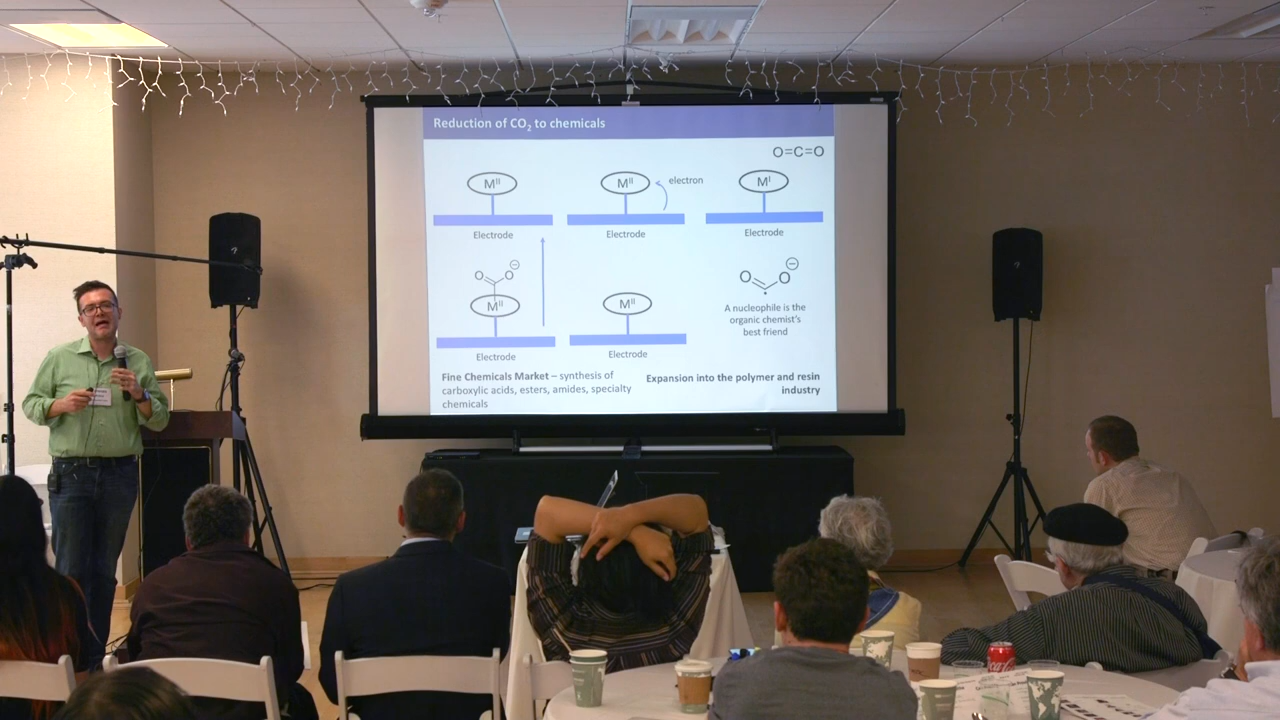 Reduction of CO2 to chemicals
O=C=O
MII
MII
electron
MI
Electrode
Electrode
Electrode
O
O
MII
MII
O
O
A nucleophile is the
organic chemist's
best friend
Electrode
Electrode
Fine Chemicals Market – synthesis of
carboxylic acids, esters, amides, specialty
chemicals
Expansion into the polymer and resin
industry
Coca-Cola